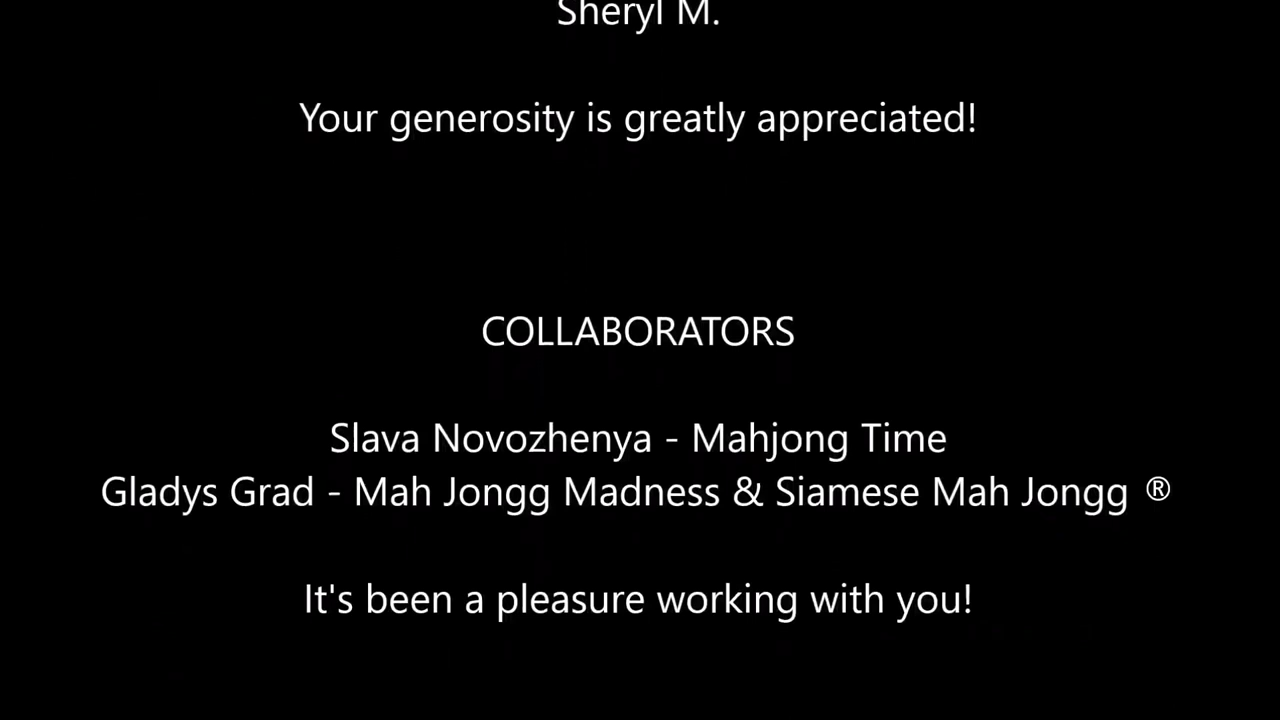 Sheryl M.
Your generosity is greatly appreciated!
COLLABORATORS
Slava Novozhenya - Mahjong Time
Gladys Grad - Mah Jongg Madness & Siamese Mah Jongg ®
It's been a pleasure working with you!